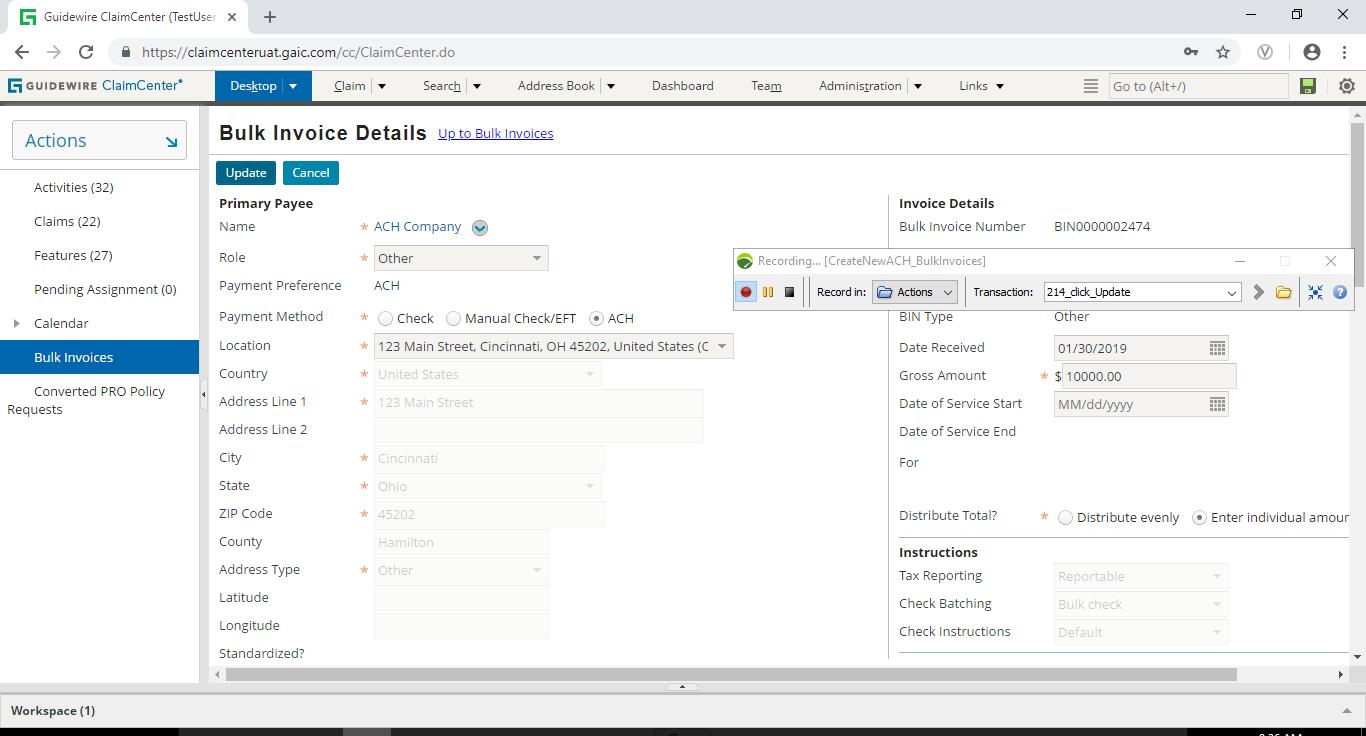 Guidewire ClaimCenter (TestUser
https://claimcenteruat.gaic.com/cc/ClaimCenter.do
GUIDEWIRE ClaimCenter
Desktop Claim Search Address Book Dashboard Team Administration Links Go to (Alt+/)
Actions
Activities (32)
Claims (22)
Features (27)
Pending Assignment (0)
Calendar
Bulk Invoices
Converted PRO Policy
Requests
Bulk Invoice Details Up to Bulk Invoices
Update Cancel
Primary Payee
Name * ACH Company
Role * Other
Payment Preference ACH
Payment Method * Check Manual Check/EFT ACH
Location * 123 Main Street, Cincinnati, OH 45202, United States (C
Country * United States
Address Line 1 * 123 Main Street
Address Line 2
City * Cincinnati
State * Ohio
ZIP Code * 45202
County Hamilton
Address Type * Other
Latitude
Longitude
Standardized?
Invoice Details
Bulk Invoice Number BIN0000002474
Recording... [CreateNewACH_BulkInvoices]
Record in: Actions Transaction: 214_click_Update
BIN Type Other
Date Received 01/30/2019
Gross Amount * $ 10000.00
Date of Service Start MM/dd/yyyy
Date of Service End
For
Distribute Total? * Distribute evenly Enter individual amour
Instructions
Tax Reporting Reportable
Check Batching Bulk check
Check Instructions Default
Workspace (1)